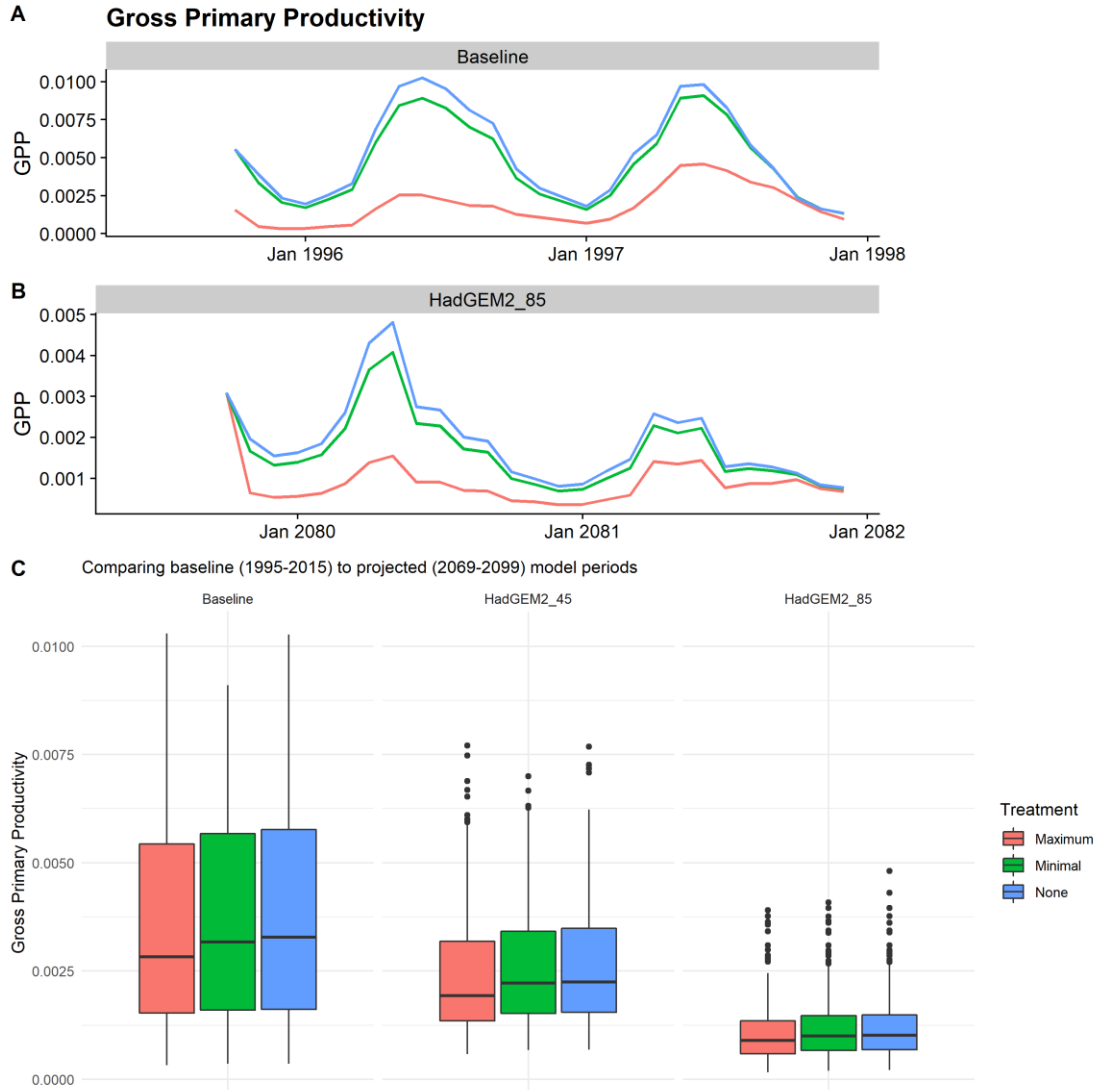 A
Gross Primary Productivity
Baseline
GPP
0.0100
0.0075
0.0050
0.0025
0.0000
Jan 1996
Jan 1997
Jan 1998
B
HadGEM2_85
GPP
0.005
0.004
0.003
0.002
0.001
Jan 2080
Jan 2081
Jan 2082
C
Comparing baseline (1995-2015) to projected (2069-2099) model periods
Baseline
HadGEM2_45
HadGEM2_85
Gross Primary Productivity
0.0100
0.0075
0.0050
0.0025
0.0000
Treatment
Maximum
Minimal
None